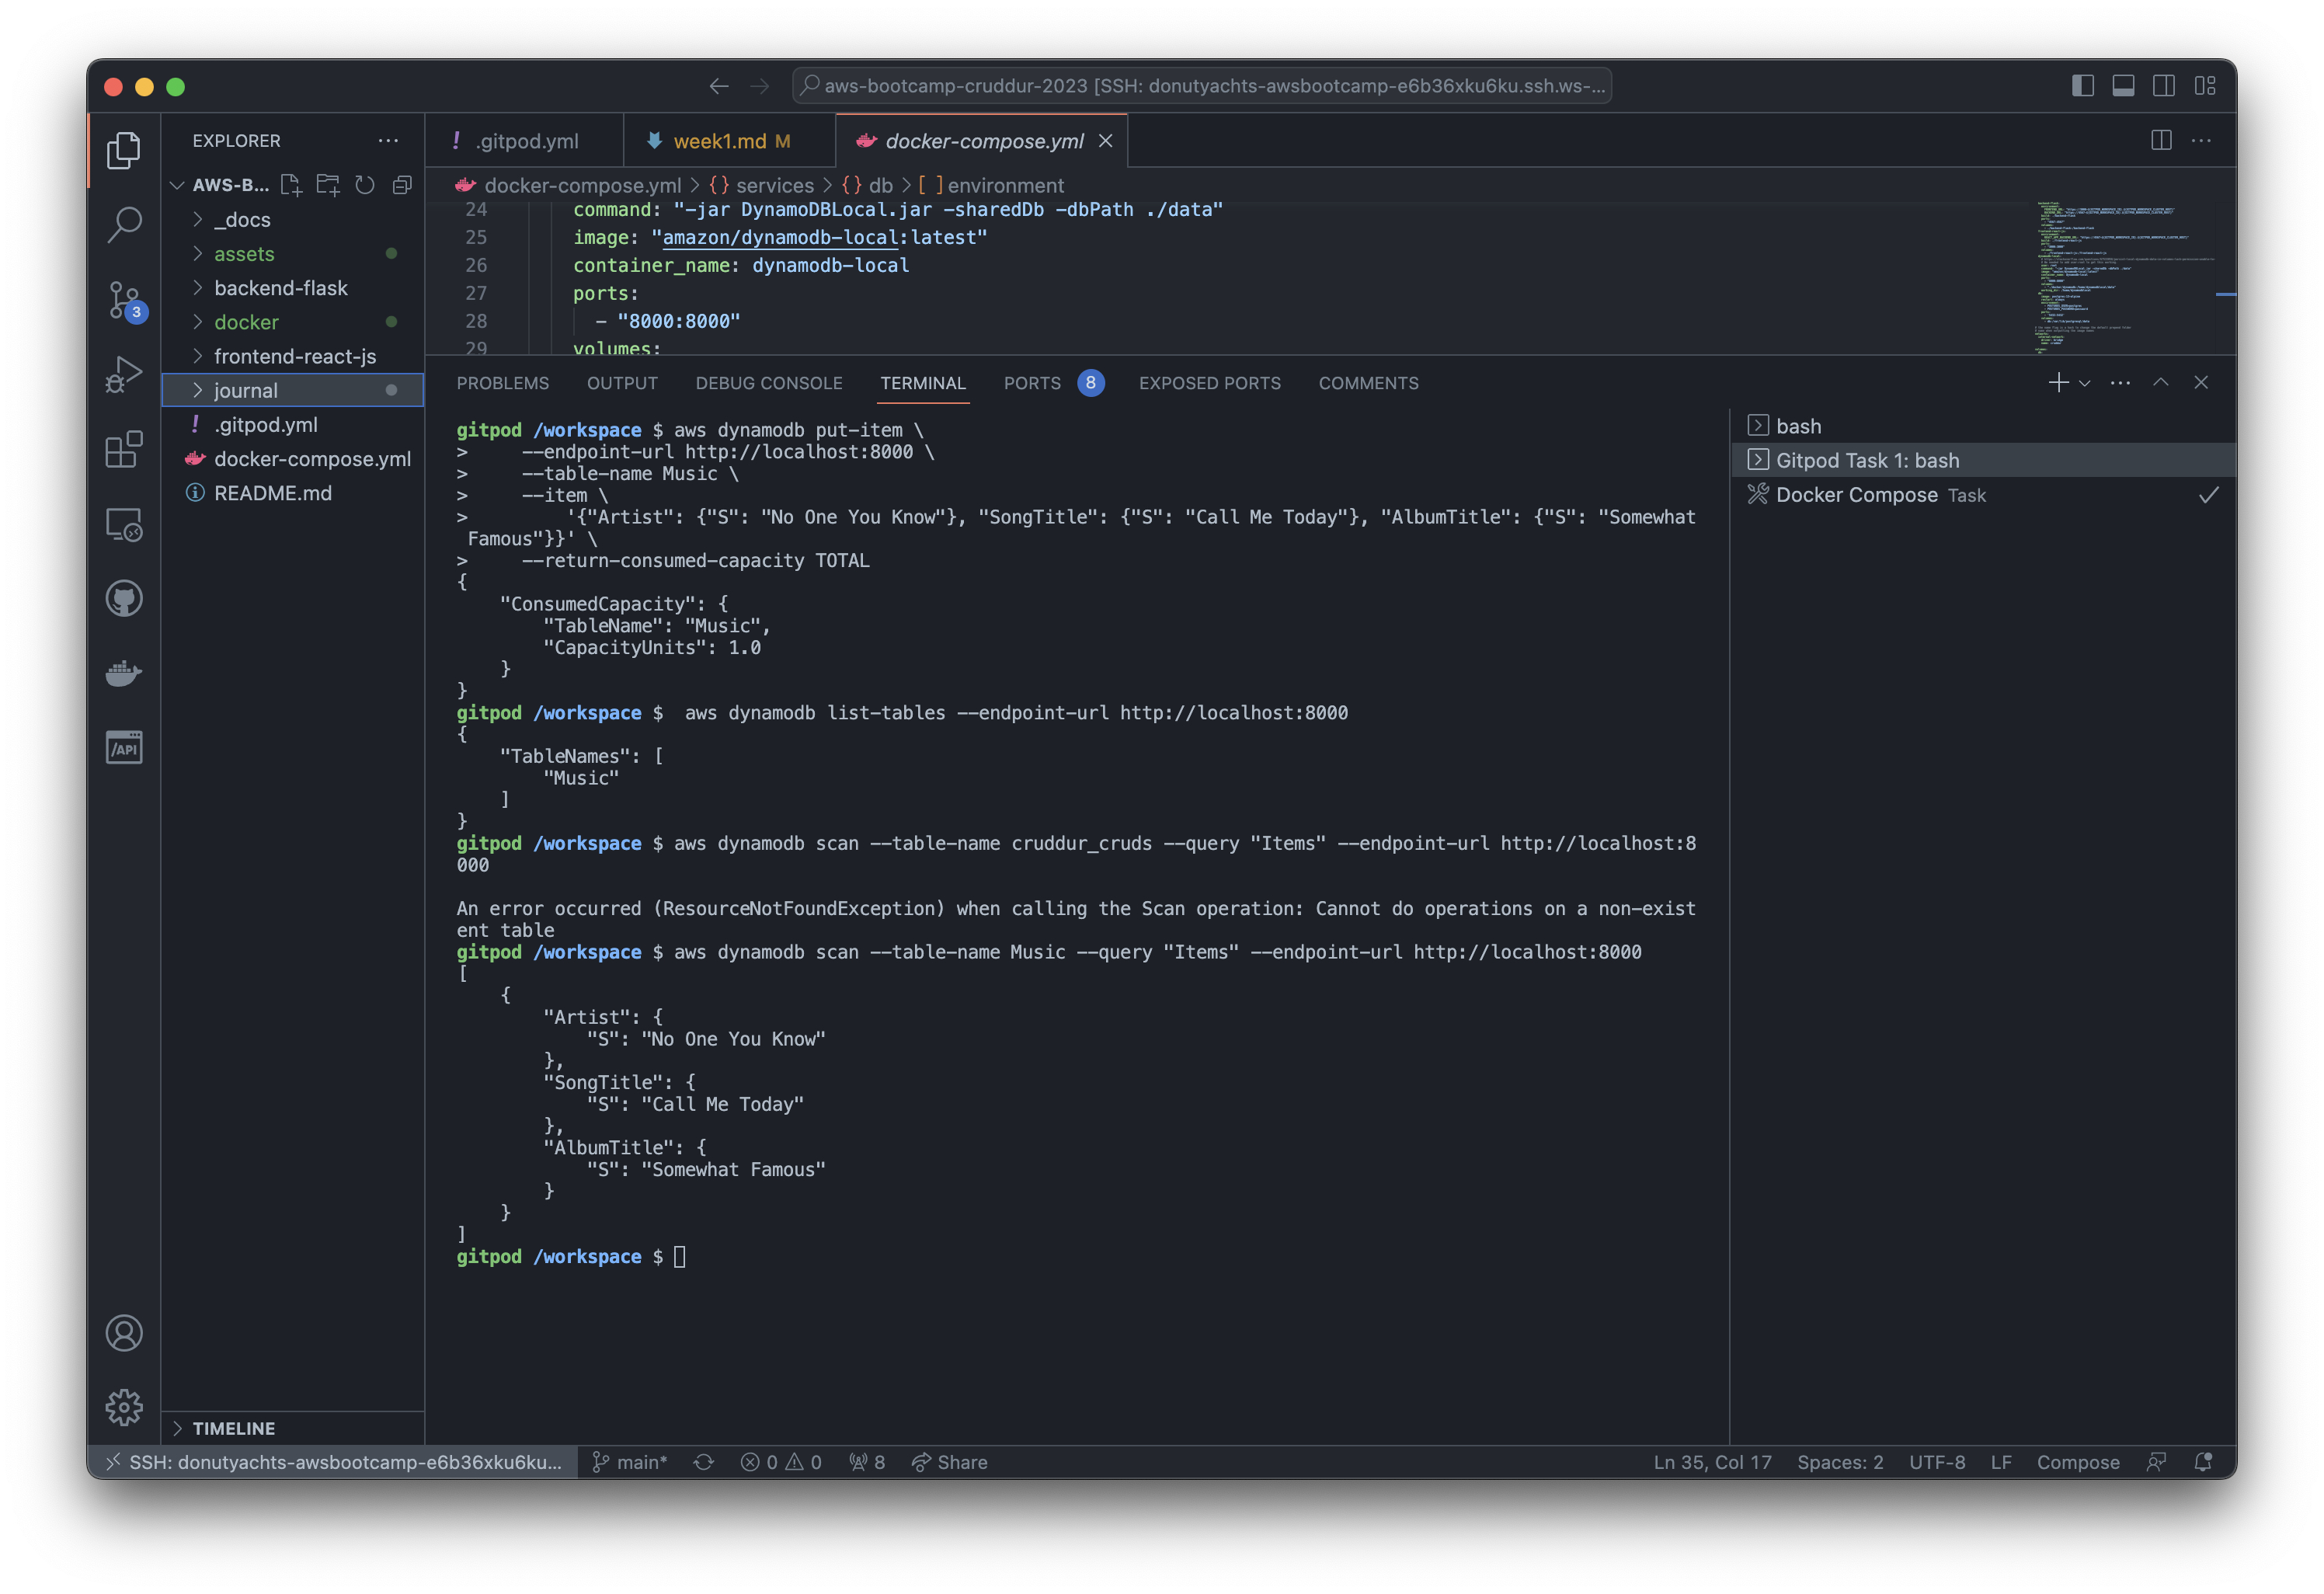 aws-bootcamp-cruddur-2023 [SSH: donutyachts-awsbootcamp-e6b36xku6ku.ssh.ws-...
EXPLORER
AWS-B...
_docs
assets
backend-flask
docker
frontend-react-js
journal
! .gitpod.yml
docker-compose.yml
README.md
TIMELINE
3
/API
! .gitpod.yml
week1.md M
docker-compose.yml
docker-compose.yml > {} services > {} db > [ ] environment
24 command: "-jar DynamoDBLocal.jar -sharedDb -dbPath ./data"
25 image: "amazon/dynamodb-local:latest"
26 container_name: dynamodb-local
27 ports:
28 - "8000:8000"
29 volumes:
PROBLEMS OUTPUT DEBUG CONSOLE TERMINAL PORTS 8 EXPOSED PORTS COMMENTS
gitpod /workspace $ aws dynamodb put-item \
> --endpoint-url http://localhost:8000 \
> --table-name Music \
> --item \
> '{"Artist": {"S": "No One You Know"}, "SongTitle": {"S": "Call Me Today"}, "AlbumTitle": {"S": "Somewhat
Famous"}}' \
> --return-consumed-capacity TOTAL
{
"ConsumedCapacity": {
"TableName": "Music",
"CapacityUnits": 1.0
}
}
gitpod /workspace $  aws dynamodb list-tables --endpoint-url http://localhost:8000
{
"TableNames": [
"Music"
]
}
gitpod /workspace $ aws dynamodb scan --table-name cruddur_cruds --query "Items" --endpoint-url http://localhost:8
000
An error occurred (ResourceNotFoundException) when calling the Scan operation: Cannot do operations on a non-exist
ent table
gitpod /workspace $ aws dynamodb scan --table-name Music --query "Items" --endpoint-url http://localhost:8000
[
{
"Artist": {
"S": "No One You Know"
},
"SongTitle": {
"S": "Call Me Today"
},
"AlbumTitle": {
"S": "Somewhat Famous"
}
}
]
gitpod /workspace $
bash
Gitpod Task 1: bash
Docker Compose Task
SSH: donutyachts-awsbootcamp-e6b36xku6ku... main* 0 0 8 Share
Ln 35, Col 17 Spaces: 2 UTF-8 LF Compose